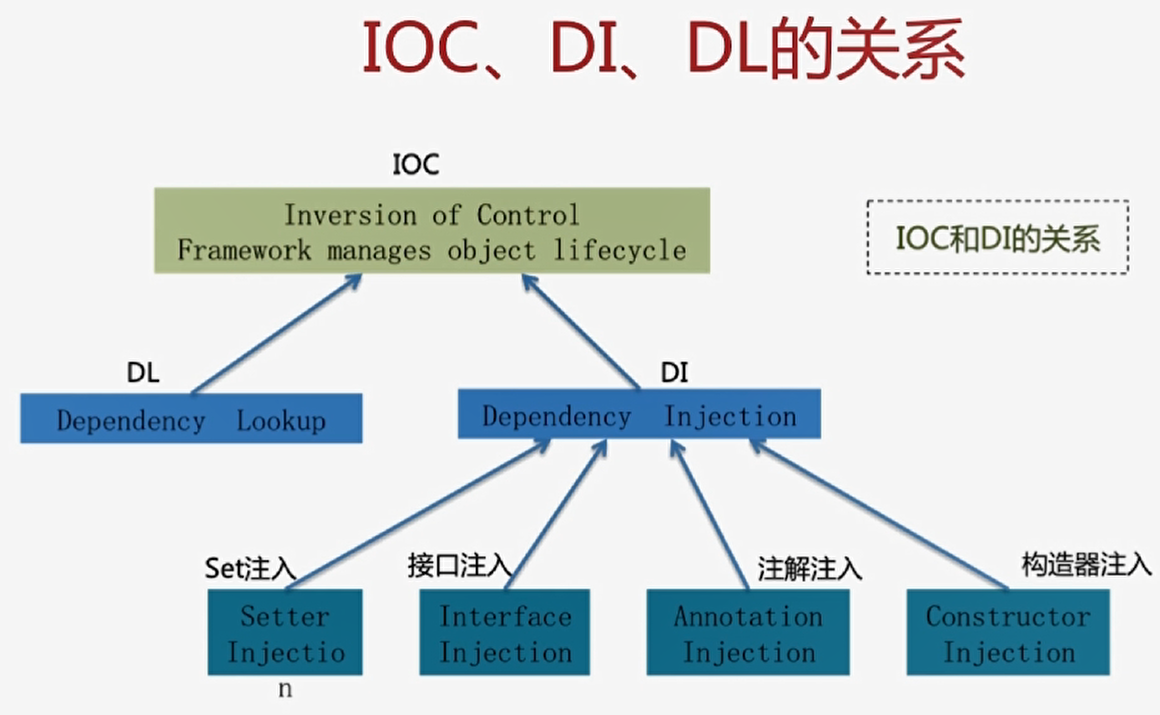 IOC、DI、DL的关系
IOC
Inversion of Control
Framework manages object lifecycle
IOC和DI的关系
DL
Dependency Lookup
DI
Dependency Injection
Set注入
Setter
Injectio
n
接口注入
Interface
Injection
注解注入
Annotation
Injection
构造器注入
Constructor
Injection